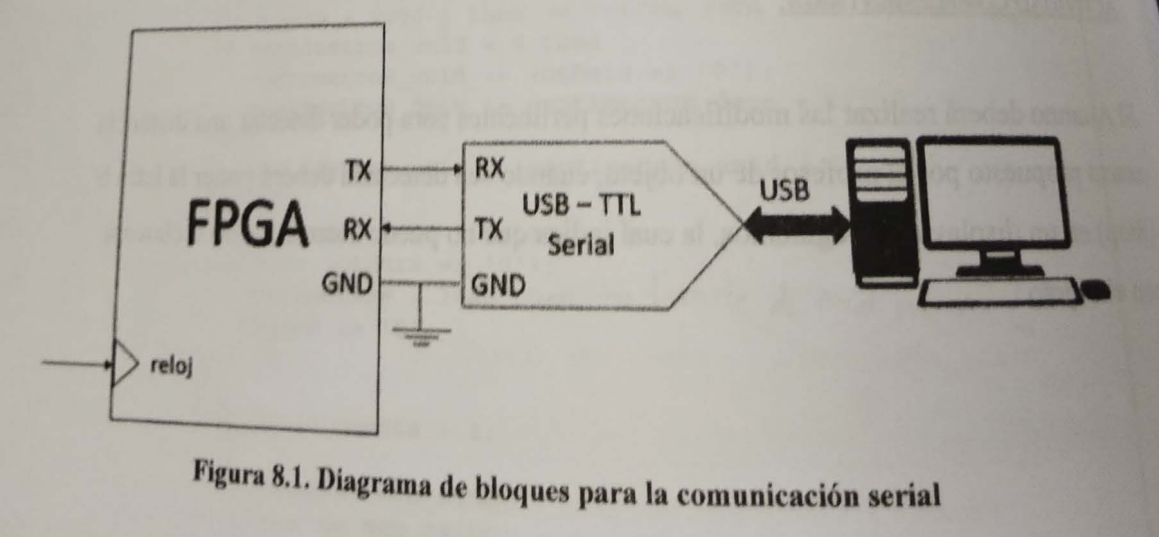 TX
RX
FPGA
RX
TX
GND
GND
USB – TTL
Serial
USB
reloj
Figura 8.1. Diagrama de bloques para la comunicación serial